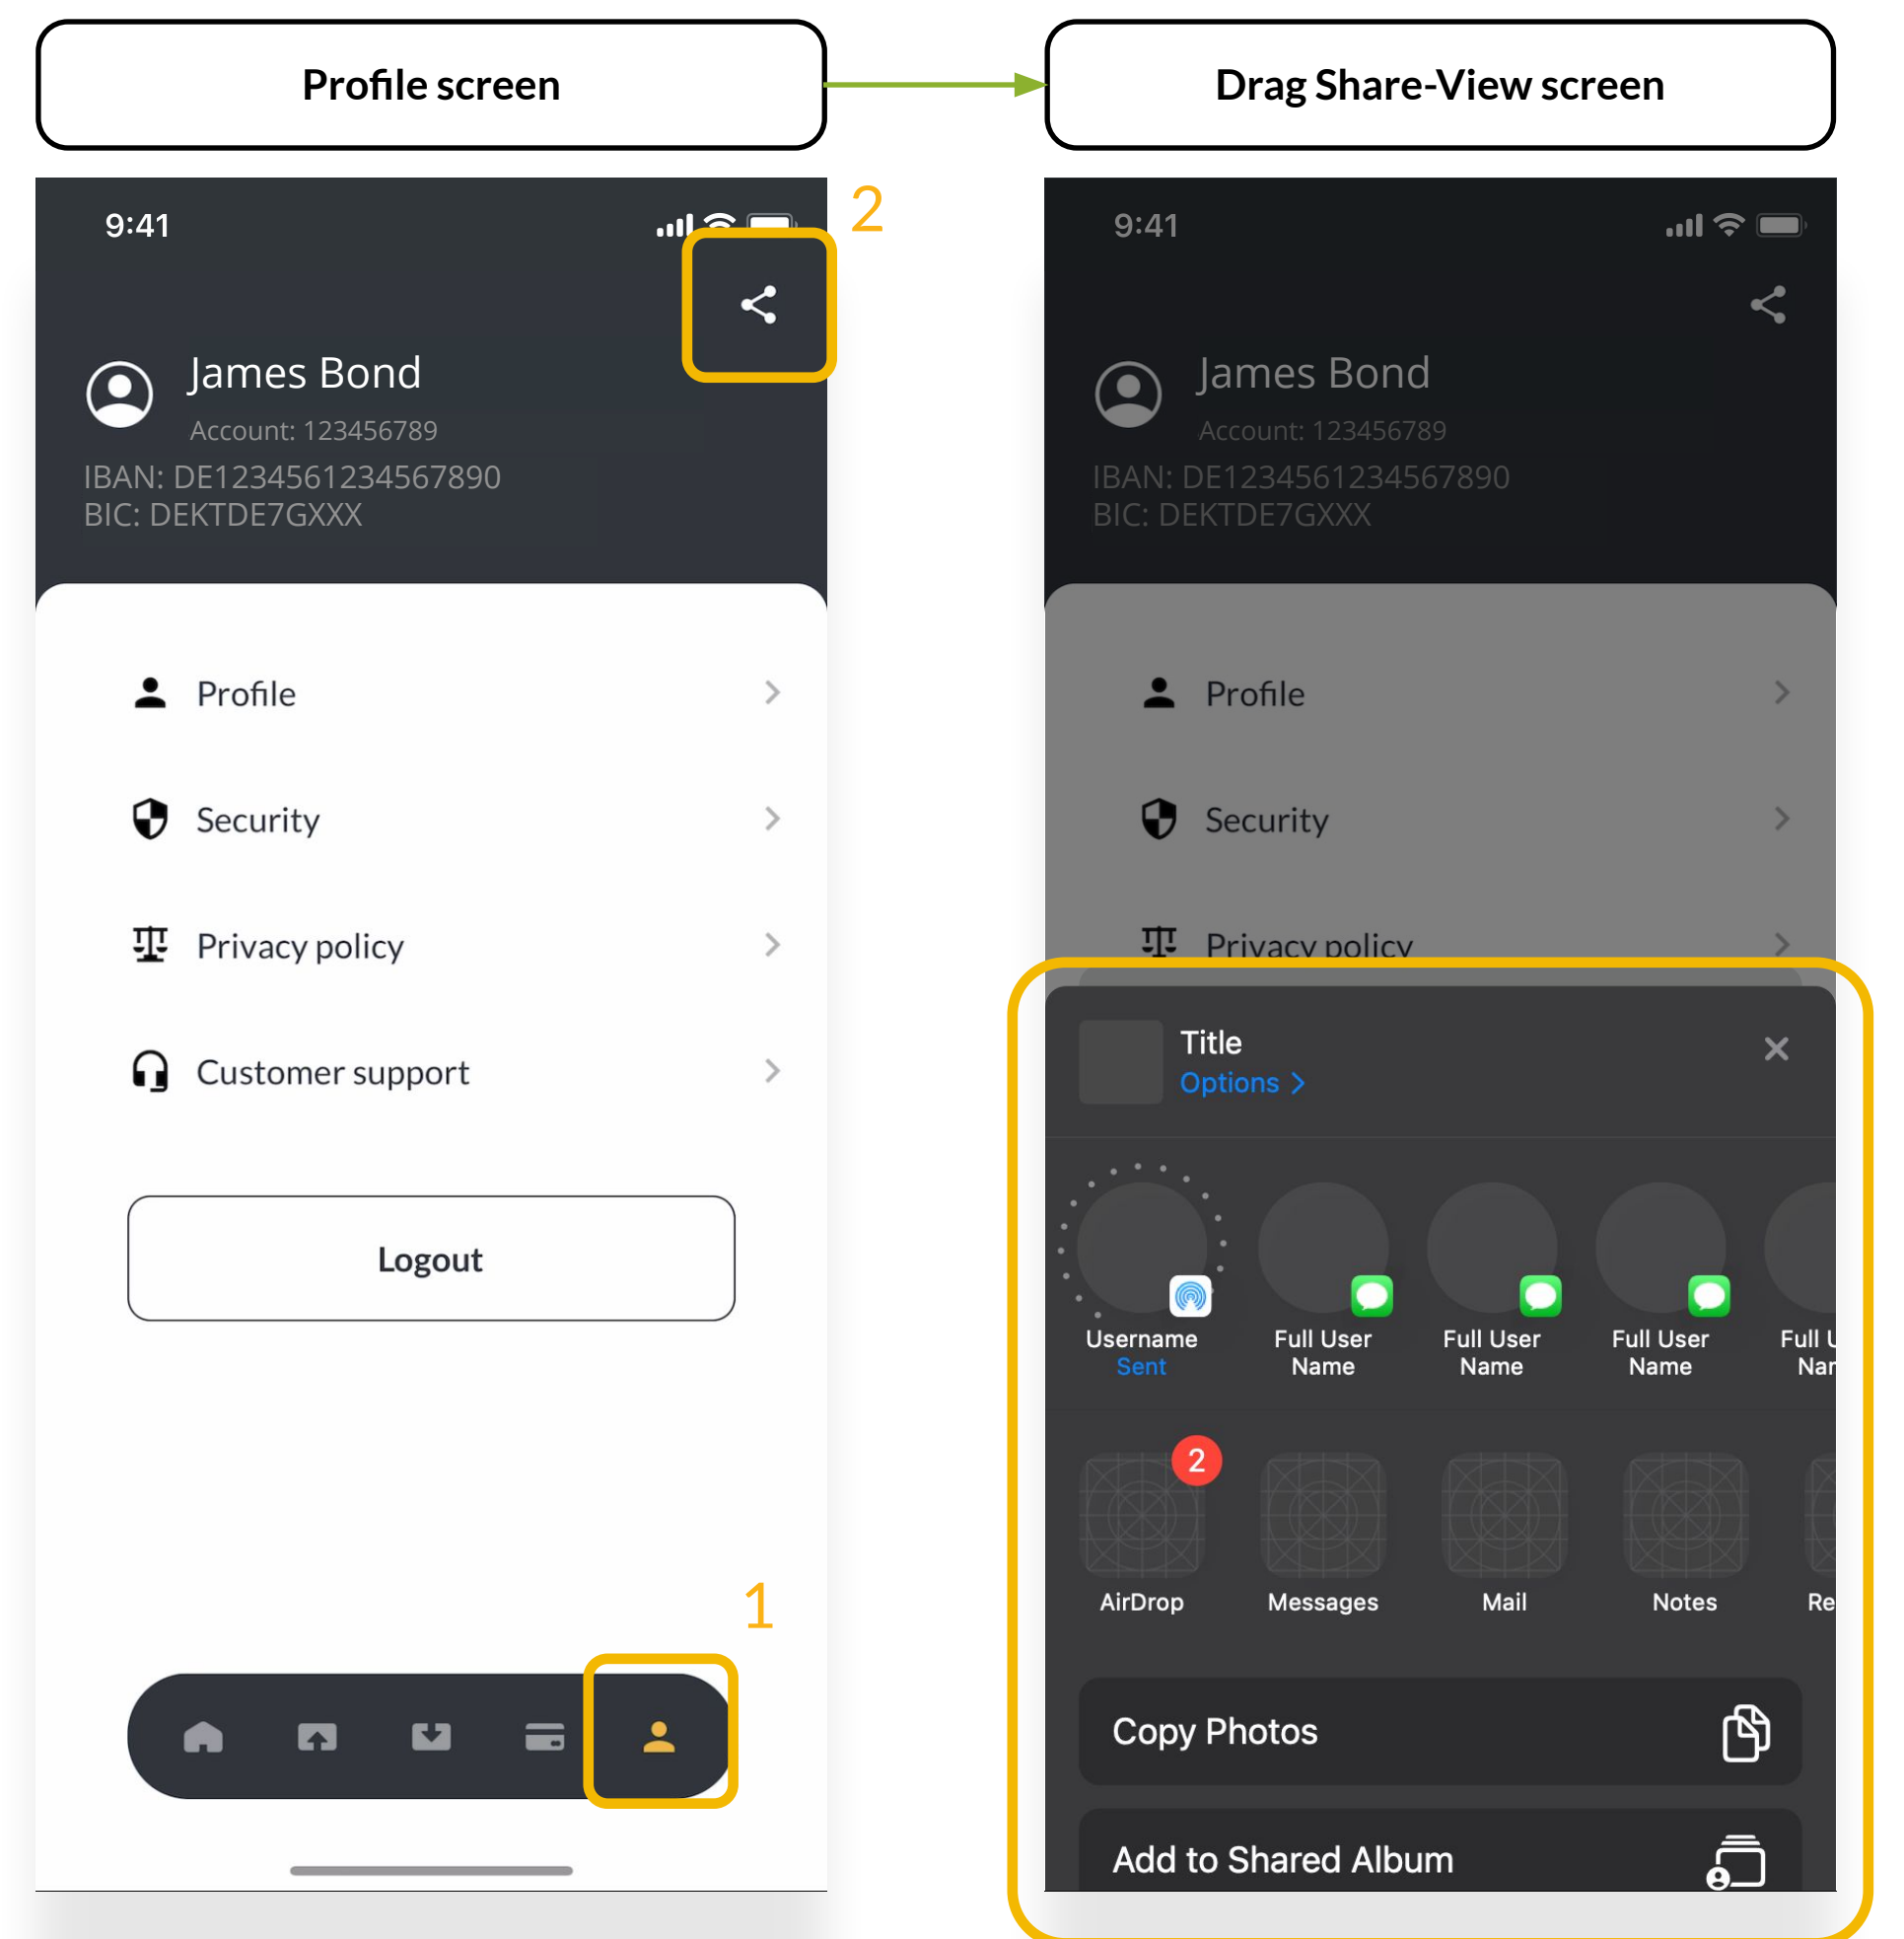 Profile screen
Drag Share-View screen
9:41
2
James Bond
Account: 123456789
IBAN: DE1234561234567890
BIC: DEKTDE7GXXX
Profile
Security
Privacy policy
Customer support
Logout
1
9:41
James Bond
Account: 123456789
IBAN: DE1234561234567890
BIC: DEKTDE7GXXX
Profile
Security
Privacy policy
Title
Options
Username
Sent
Full User
Name
Full User
Name
Full User
Name
Full U
Nar
2
AirDrop
Messages
Mail
Notes
Re
Copy Photos
Add to Shared Album